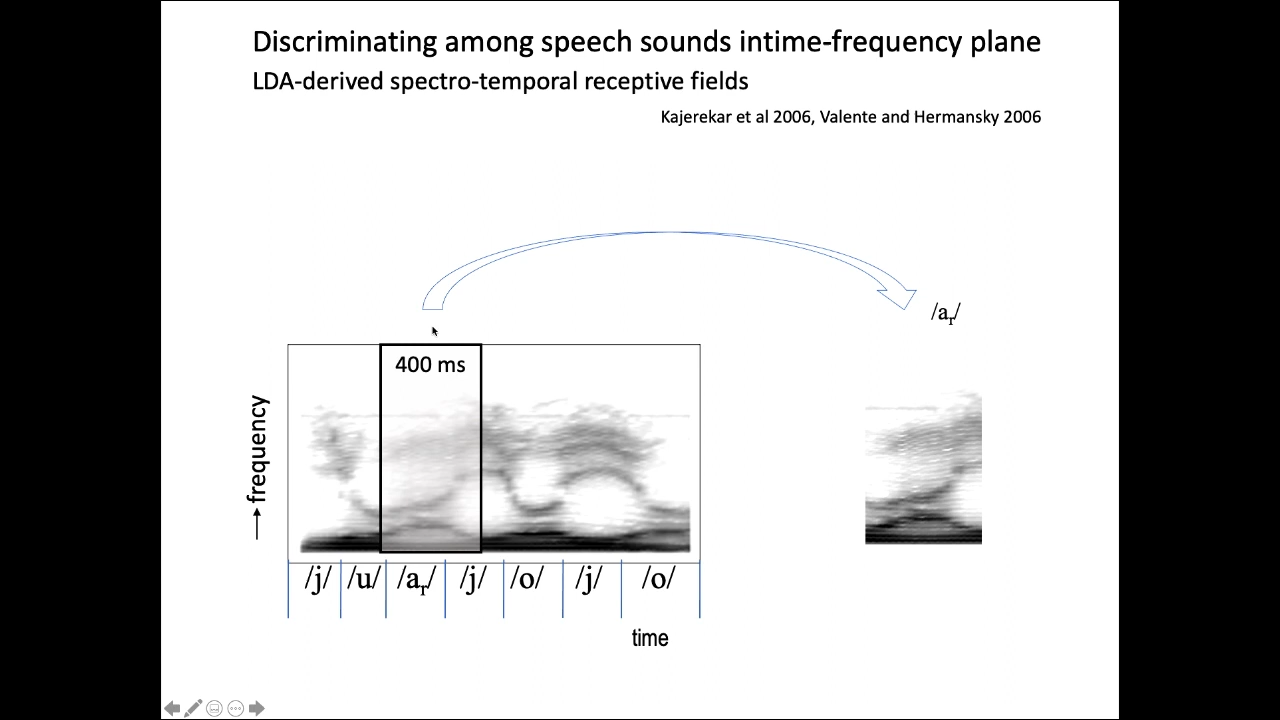 Discriminating among speech sounds intime-frequency plane
LDA-derived spectro-temporal receptive fields
Kajerekar et al 2006, Valente and Hermansky 2006
/ar/
400 ms
frequency
/j/ /u/ /ar/ /j/ /o/ /j/ /o/
time